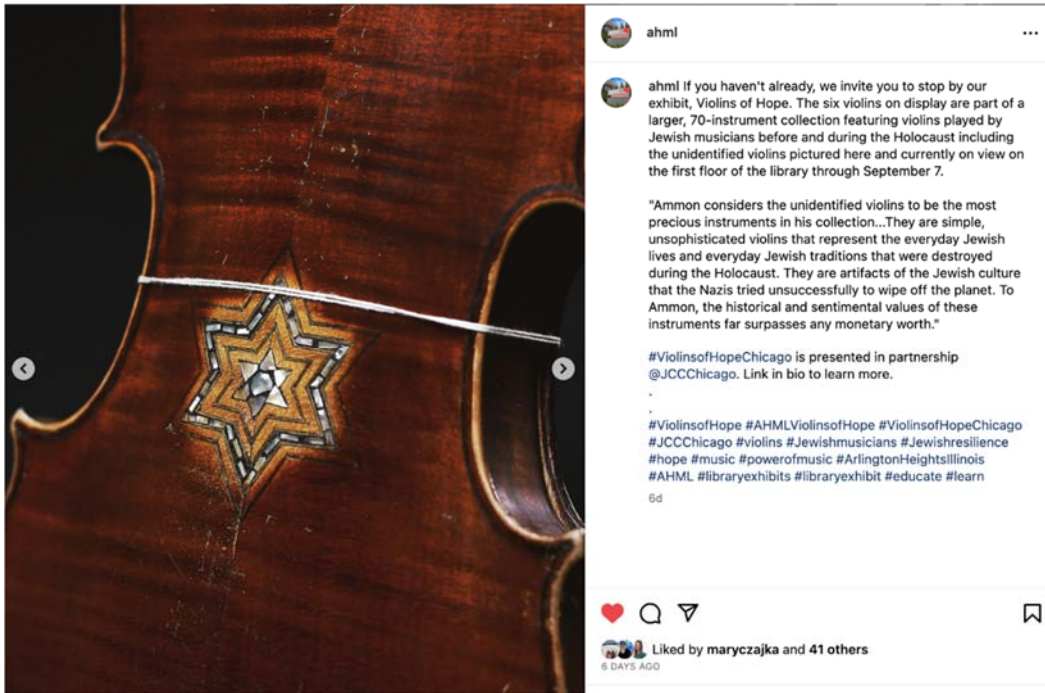 ahml
ahml If you haven't already, we invite you to stop by our
exhibit, Violins of Hope. The six violins on display are part of a
larger, 70-instrument collection featuring violins played by
Jewish musicians before and during the Holocaust including
the unidentified violins pictured here and currently on view on
the first floor of the library through September 7.
"Ammon considers the unidentified violins to be the most
precious instruments in his collection...They are simple,
unsophisticated violins that represent the everyday Jewish
lives and everyday Jewish traditions that were destroyed
during the Holocaust. They are artifacts of the Jewish culture
that the Nazis tried unsuccessfully to wipe off the planet. To
Ammon, the historical and sentimental values of these
instruments far surpasses any monetary worth."
#ViolinsofHopeChicago is presented in partnership
@JCCChicago. Link in bio to learn more.
.
.
#ViolinsofHope #AHMLViolinsofHope #ViolinsofHopeChicago
#JCCChicago #violins #Jewishmusicians #Jewishresilience
#hope #music #powerofmusic #ArlingtonHeightsIllinois
#AHML #libraryexhibits #libraryexhibit #educate #learn
6d
Liked by maryczajka and 41 others
6 DAYS AGO